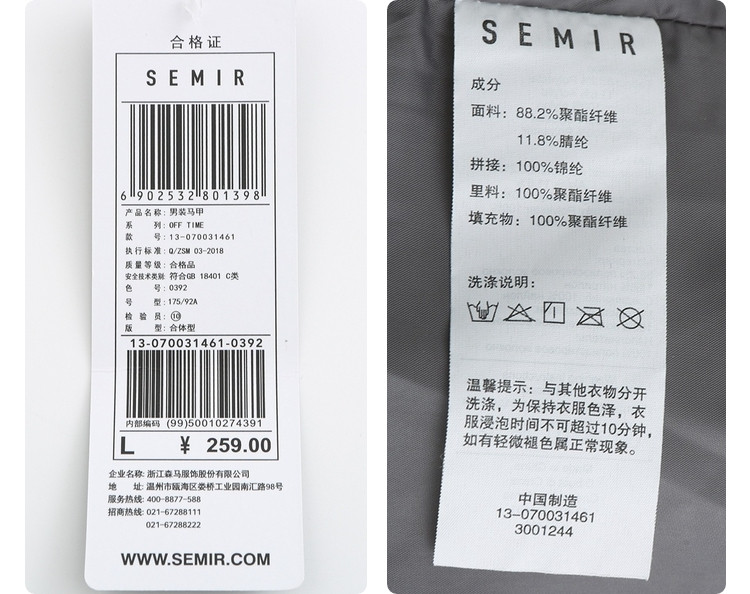 合格证
SEMIR
6 902532 801398
产品名称: 男装马甲
系 列: OFF TIME
款 号: 13-070031461
执行标准: Q/ZSM 03-2018
质量等级: 合格品
安全技术类别: 符合GB 18401 C类
色 号: 0392
号 型: 175/92A
检 验 员: ⑩
版 型: 合体型
13-070031461-0392
内部编码 (99)50010274391
L ¥ 259.00
企业名称: 浙江森马服饰股份有限公司
地 址: 温州市瓯海区娄桥工业园南汇路98号
服务热线: 400-8877-588
招商热线: 021-67288111
021-67288222
WWW.SEMIR.COM
SEMIR
成分
面料: 88.2%聚酯纤维
11.8%腈纶
拼接: 100%锦纶
里料: 100%聚酯纤维
填充物: 100%聚酯纤维
洗涤说明:
温馨提示: 与其他衣物分开
洗涤, 为保持衣服色泽, 衣
服浸泡时间不可超过10分钟,
如有轻微褪色属正常现象。
中国制造
13-070031461
3001244